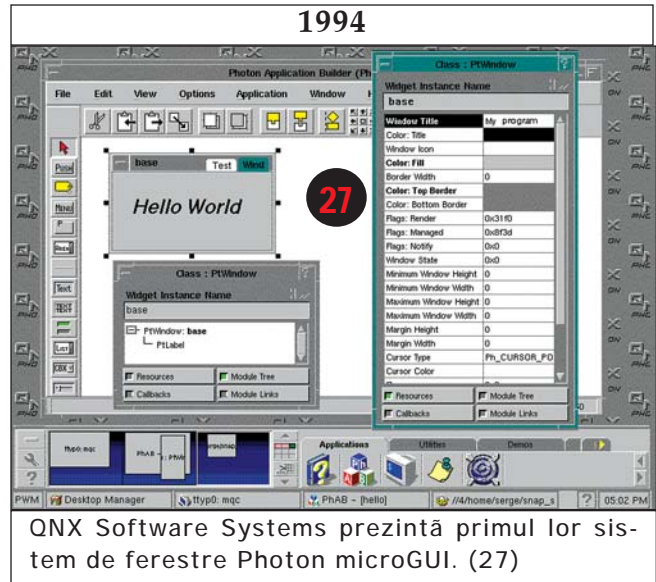 1994
Photon Application Builder (Ph
File Edit View Options Application Window H
base Test Wind
Hello World
27
Class : PtWindow
Widget Instance Name
base
PtWindow: base
PtLabel
Resources Module Tree
Callbacks Module Links
Class : PtWindow
Widget Instance Name
base
Window Title My program
Color: Title
Window Icon
Color: Fill
Border Width 0
Color: Top Border
Color: Bottom Border
Flags: Render 0x31f0
Flags: Managed 0x8f3d
Flags: Notify 0x0
Window State 0x0
Minimum Window Height 0
Minimum Window Width 0
Maximum Window Height 0
Maximum Window Width 0
Margin Height 0
Margin Width 0
Cursor Type Ph_CURSOR_PO
Cursor Color
Resources Module Tree
Callbacks Module Links
PUSH
MENU
Text
TEXT
LIST
CBX
ttyp0: mqc
PhAB -
Applications Utilities Demos
PWM Desktop Manager ttyp0: mqc PhAB - [hello] //4/home/serge/snap_s ? 05:02 PM
QNX Software Systems prezintă primul lor sis-
tem de ferestre Photon microGUI. (27)